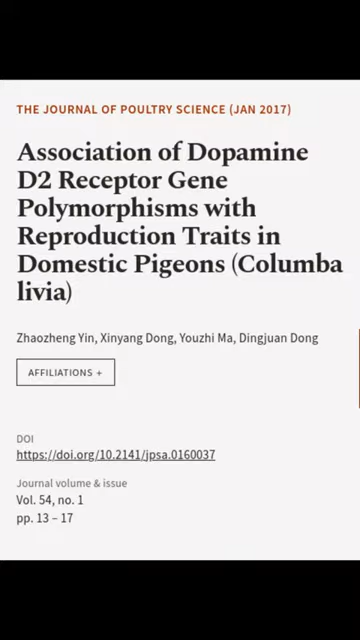 THE JOURNAL OF POULTRY SCIENCE (JAN 2017)
Association of Dopamine
D2 Receptor Gene
Polymorphisms with
Reproduction Traits in
Domestic Pigeons (Columba
livia)
Zhaozheng Yin, Xinyang Dong, Youzhi Ma, Dingjuan Dong
AFFILIATIONS +
DOI
https://doi.org/10.2141/jpsa.0160037
Journal volume & issue
Vol. 54, no. 1
pp. 13 – 17